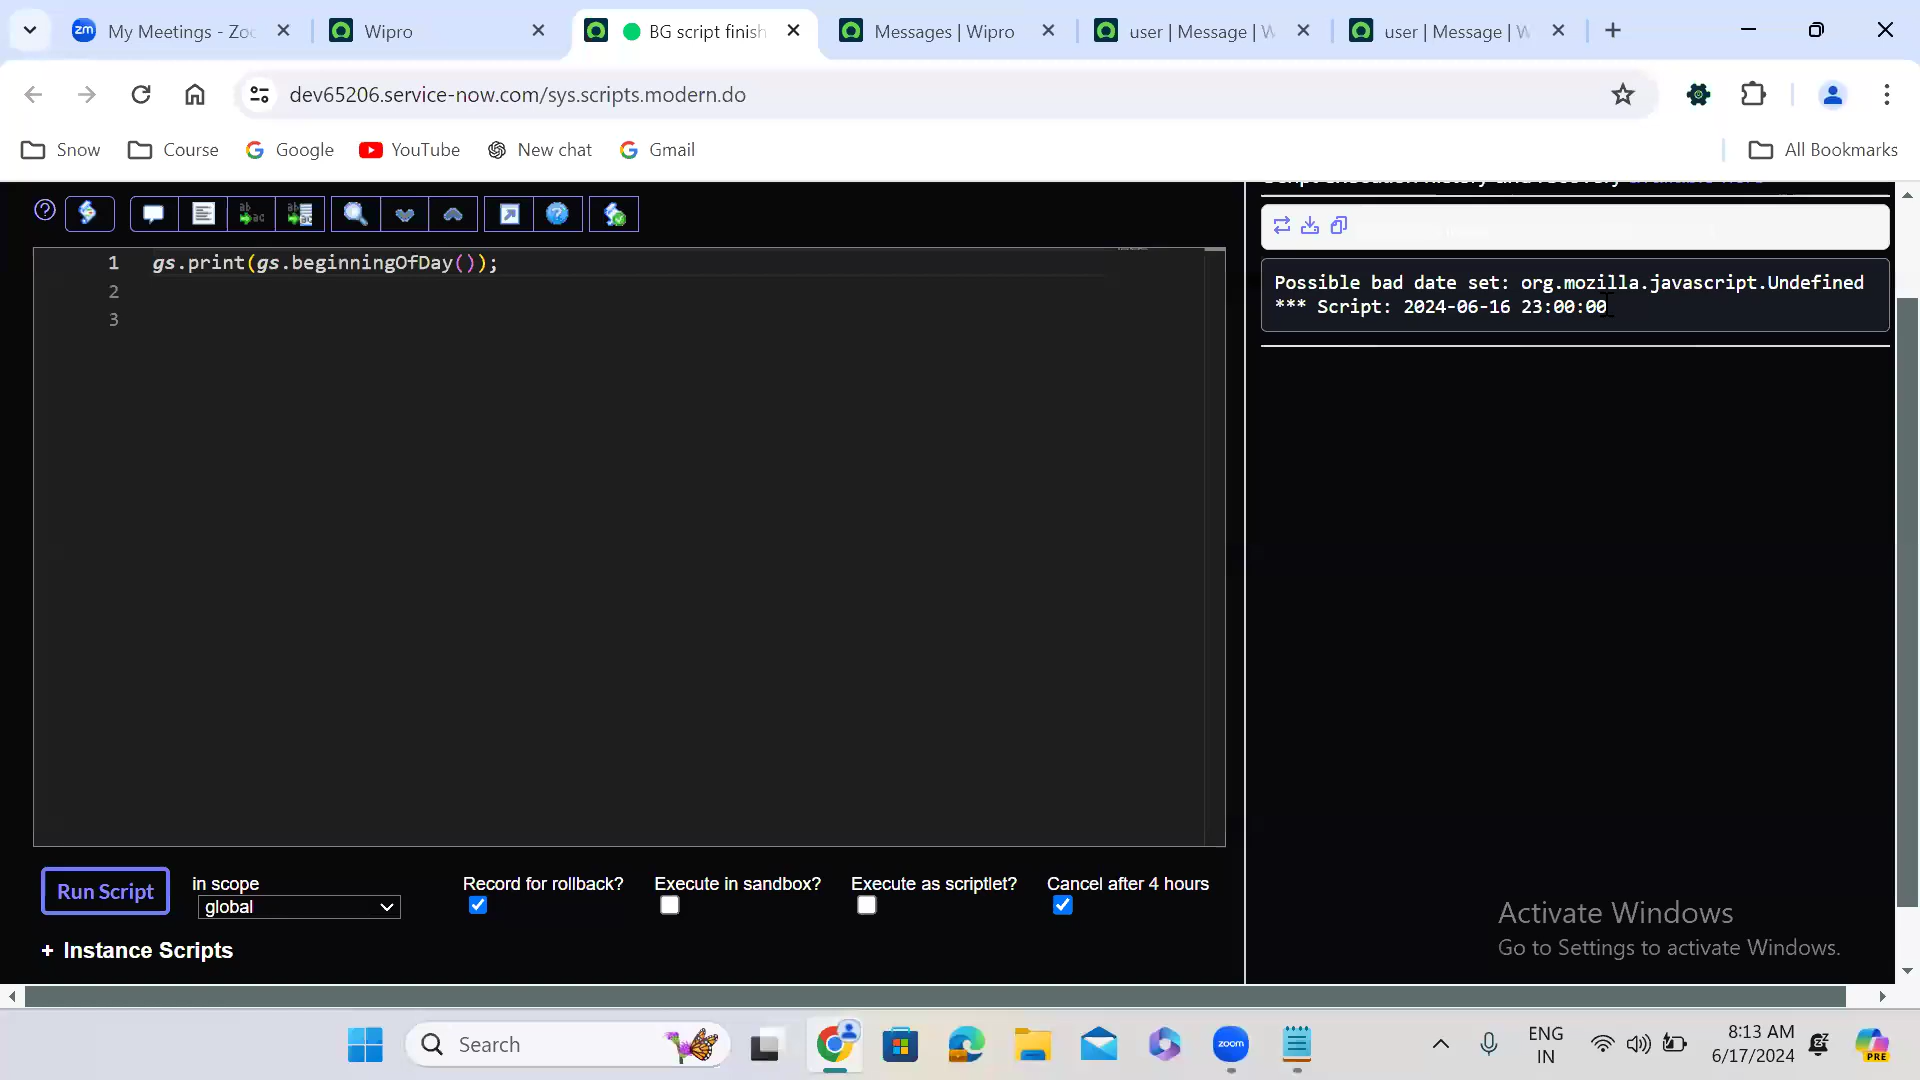 My Meetings - Zoo
Wipro
BG script finish
Messages | Wipro
user | Message | W
user | Message | W
dev65206.service-now.com/sys.scripts.modern.do
Snow
Course
Google
YouTube
New chat
Gmail
All Bookmarks
1 gs.print(gs.beginningOfDay());
2
3
Possible bad date set: org.mozilla.javascript.Undefined
*** Script: 2024-06-16 23:00:00
Run Script
in scope
global
Record for rollback?
Execute in sandbox?
Execute as scriptlet?
Cancel after 4 hours
+ Instance Scripts
Activate Windows
Go to Settings to activate Windows.
Search
zoom
ENG
IN
8:13 AM
6/17/2024
PRE